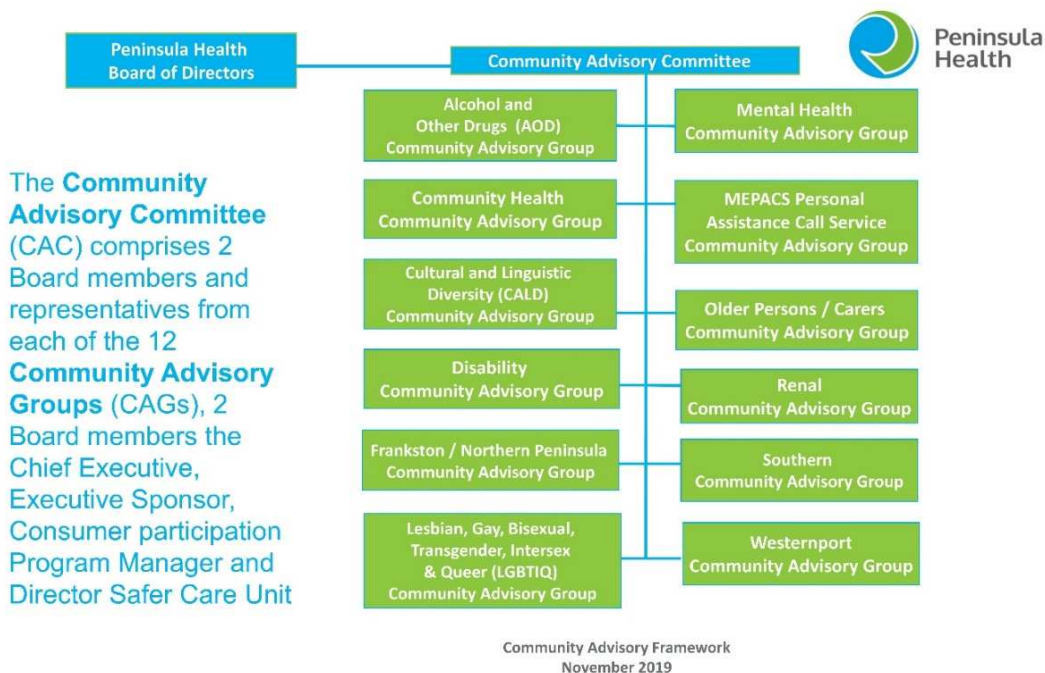 Peninsula Health
Board of Directors
Community Advisory Committee
Peninsula
Health
Alcohol and
Other Drugs (AOD)
Community Advisory Group
Mental Health
Community Advisory Group
The Community
Advisory Committee
(CAC) comprises 2
Board members and
representatives from
each of the 12
Community Advisory
Groups (CAGs), 2
Board members the
Chief Executive,
Executive Sponsor,
Consumer participation
Program Manager and
Director Safer Care Unit
Community Health
Community Advisory Group
MEPACS Personal
Assistance Call Service
Community Advisory Group
Cultural and Linguistic
Diversity (CALD)
Community Advisory Group
Older Persons / Carers
Community Advisory Group
Disability
Community Advisory Group
Renal
Community Advisory Group
Frankston / Northern Peninsula
Community Advisory Group
Southern
Community Advisory Group
Lesbian, Gay, Bisexual,
Transgender, Intersex
& Queer (LGBTIQ)
Community Advisory Group
Westernport
Community Advisory Group
Community Advisory Framework
November 2019